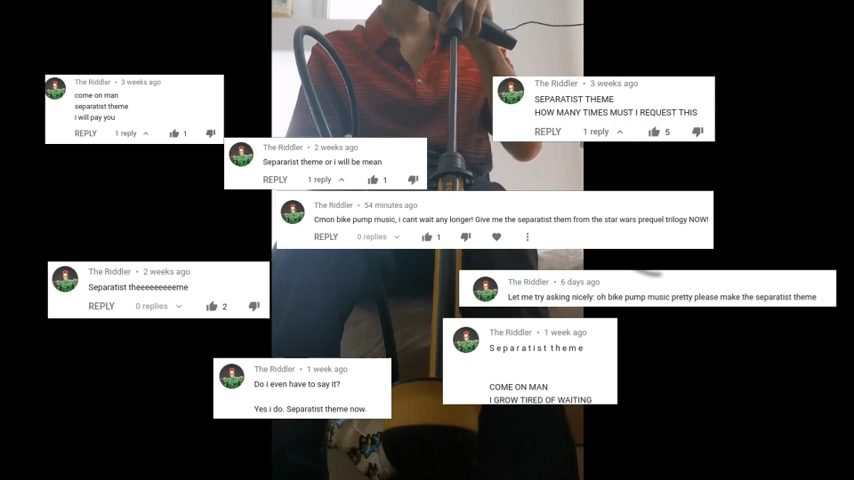 The Riddler • 3 weeks ago
come on man
separatist theme
i will pay you
REPLY 1 reply 1
The Riddler • 3 weeks ago
SEPARATIST THEME
HOW MANY TIMES MUST I REQUEST THIS
REPLY 1 reply 5
The Riddler • 2 weeks ago
Separarist theme or i will be mean
REPLY 1 reply 1
The Riddler • 54 minutes ago
Cmon bike pump music, i cant wait any longer! Give me the separatist them from the star wars prequel trilogy NOW!
REPLY 0 replies 1
The Riddler • 2 weeks ago
Separatist theeeeeeeeeme
REPLY 0 replies 2
The Riddler • 6 days ago
Let me try asking nicely: oh bike pump music pretty please make the separatist theme
The Riddler • 1 week ago
S e p a r a t i s t t h e m e
COME ON MAN
I GROW TIRED OF WAITING
The Riddler • 1 week ago
Do i even have to say it?
Yes i do. Separatist theme now.